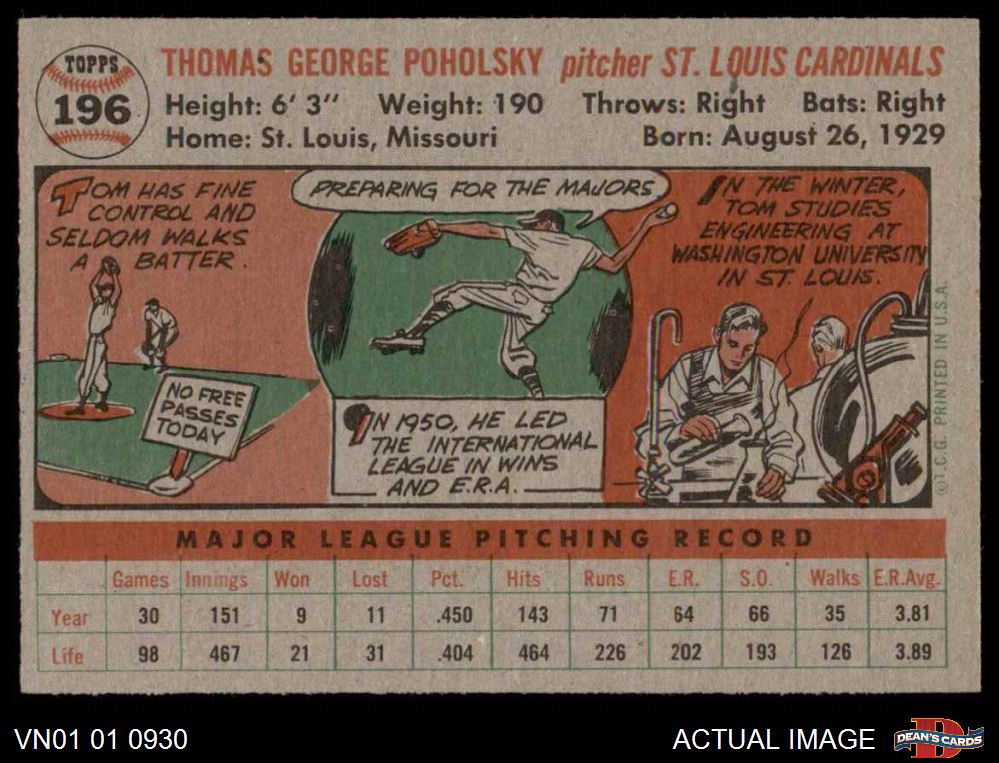 TOPPS
196
THOMAS GEORGE POHOLSKY pitcher ST. LOUIS CARDINALS
Height: 6' 3" Weight: 190 Throws: Right Bats: Right
Home: St. Louis, Missouri Born: August 26, 1929
TOM HAS FINE
CONTROL AND
SELDOM WALKS
A BATTER.
NO FREE
PASSES
TODAY
PREPARING FOR THE MAJORS
IN 1950, HE LED
THE INTERNATIONAL
LEAGUE IN WINS
AND E.R.A.
IN THE WINTER,
TOM STUDIES
ENGINEERING AT
WASHINGTON UNIVERSITY
IN ST. LOUIS.
© T.C.G. PRINTED IN U.S.A.
MAJOR LEAGUE PITCHING RECORD
Games Innings Won Lost Pct. Hits Runs E.R. S.O. Walks E.R.Avg.
Year 30 151 9 11 .450 143 71 64 66 35 3.81
Life 98 467 21 31 .404 464 226 202 193 126 3.89
VN01 01 0930
ACTUAL IMAGE
DEAN'S CARDS